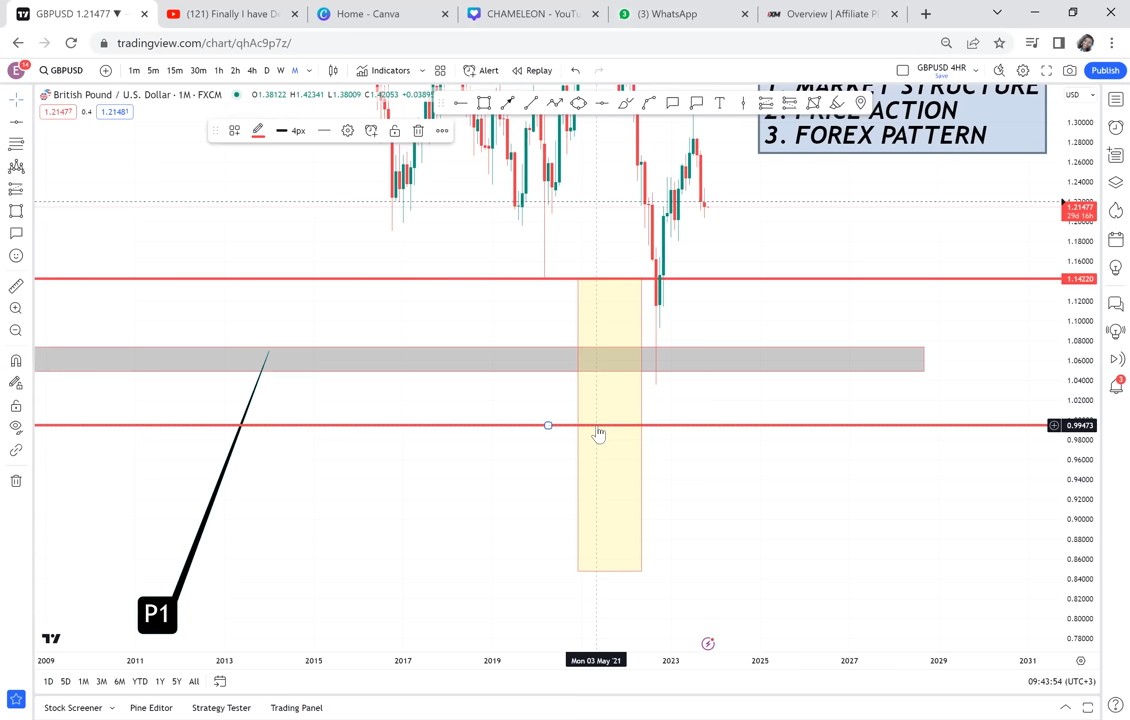 GBPUSD 1.21477 ▼
(121) Finally I have D
Home - Canva
CHAMELEON - YouTu
(3) WhatsApp
Overview | Affiliate P
tradingview.com/chart/qhAc9p7z/
E 14 GBPUSD 1m 5m 15m 30m 1h 2h 4h D W M Indicators Alert Replay GBPUSD 4HR Save Publish
British Pound / U.S. Dollar · 1M · FXCM O1.38122 H1.42341 L1.38009 C1.42053 +0.0389
1.21477 0.4 1.21481
4px
USD
2. PRICE ACTION
3. FOREX PATTERN
1.30000
1.28000
1.26000
1.24000
1.21477
29d 16h
1.18000
1.16000
1.14220
1.12000
1.10000
1.08000
1.06000
1.04000
1.02000
0.99473
0.98000
0.96000
0.94000
0.92000
0.90000
0.88000
0.86000
0.84000
0.82000
0.80000
0.78000
P1
2009 2011 2013 2015 2017 2019 Mon 03 May '21 2023 2025 2027 2029 2031
1D 5D 1M 3M 6M YTD 1Y 5Y All 09:43:54 (UTC+3)
Stock Screener Pine Editor Strategy Tester Trading Panel
3